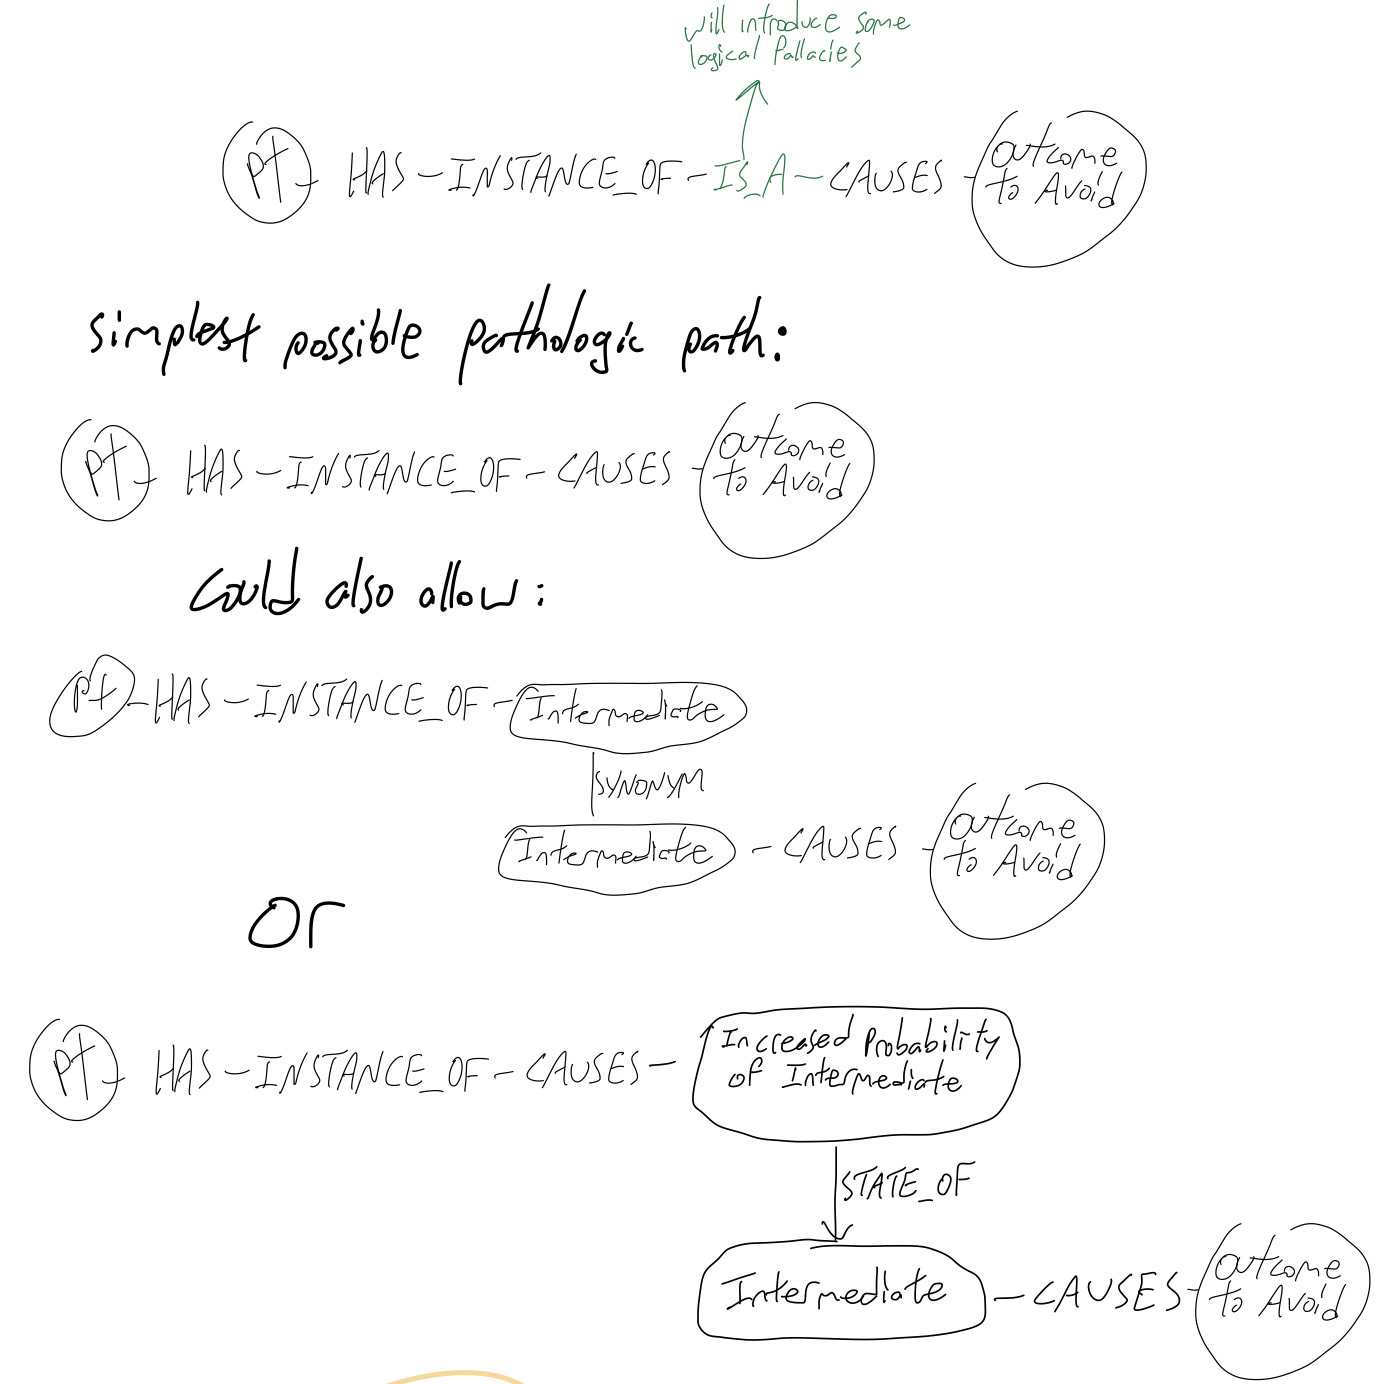 will introduce some
logical fallacies
pt HAS-INSTANCE_OF-IS_A-CAUSES outcome
to Avoid
simplest possible pathologic path:
pt HAS-INSTANCE_OF-CAUSES outcome
to Avoid
could also allow:
pt-HAS-INSTANCE_OF-Intermediate
SYNONYM
Intermediate - CAUSES outcome
to Avoid
or
pt HAS-INSTANCE_OF-CAUSES- Increased Probability
of Intermediate
STATE_OF
Intermediate -CAUSES- outcome
to Avoid